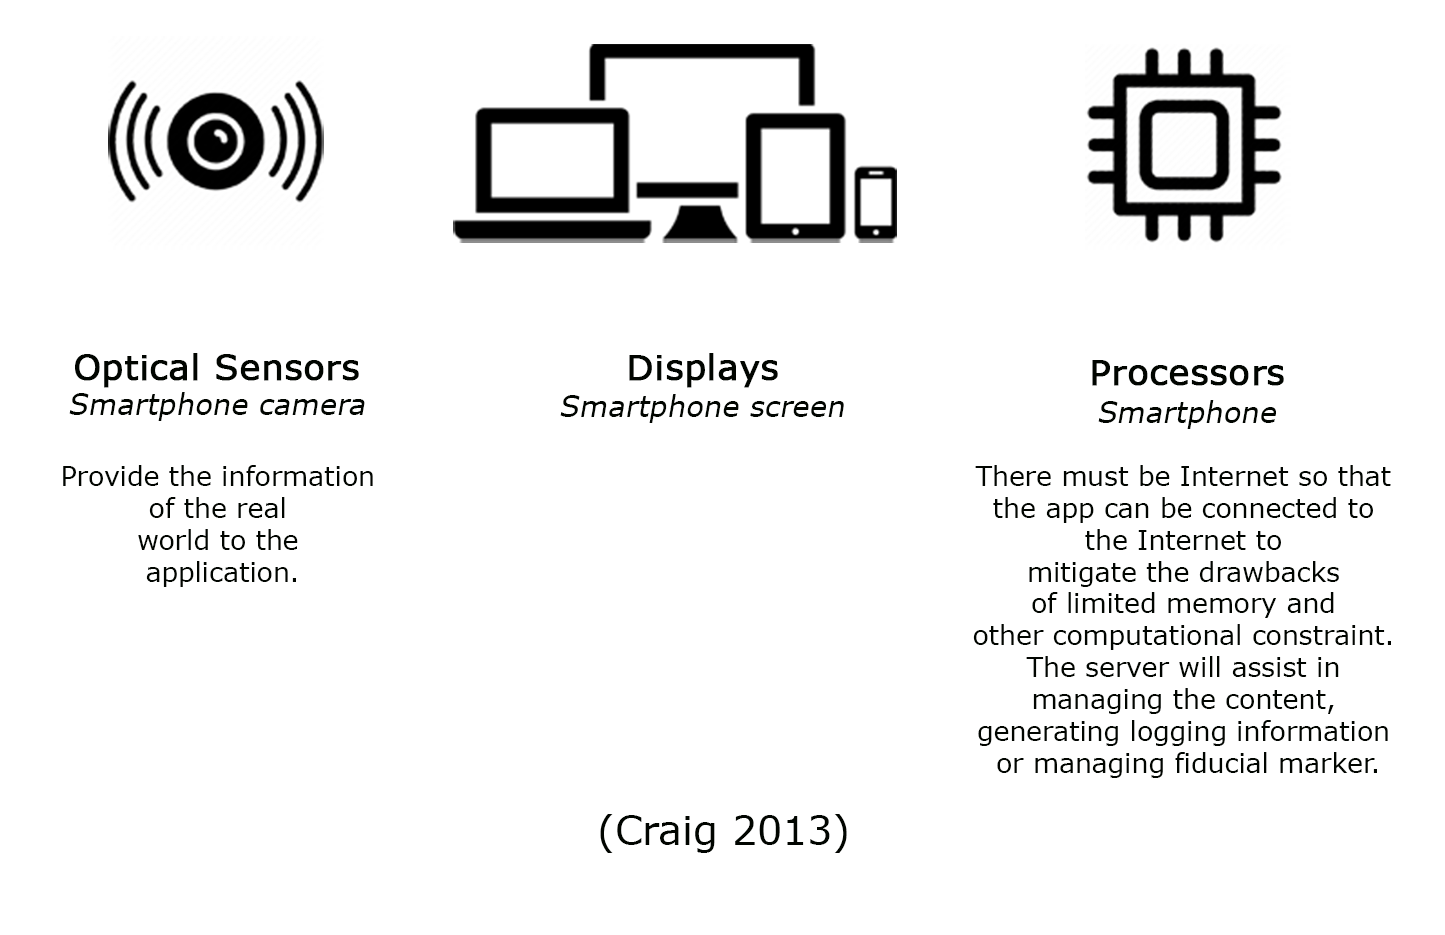 Optical Sensors
Smartphone camera
Provide the information
of the real
world to the
application.
Displays
Smartphone screen
Processors
Smartphone
There must be Internet so that
the app can be connected to
the Internet to
mitigate the drawbacks
of limited memory and
other computational constraint.
The server will assist in
managing the content,
generating logging information
or managing fiducial marker.
(Craig 2013)